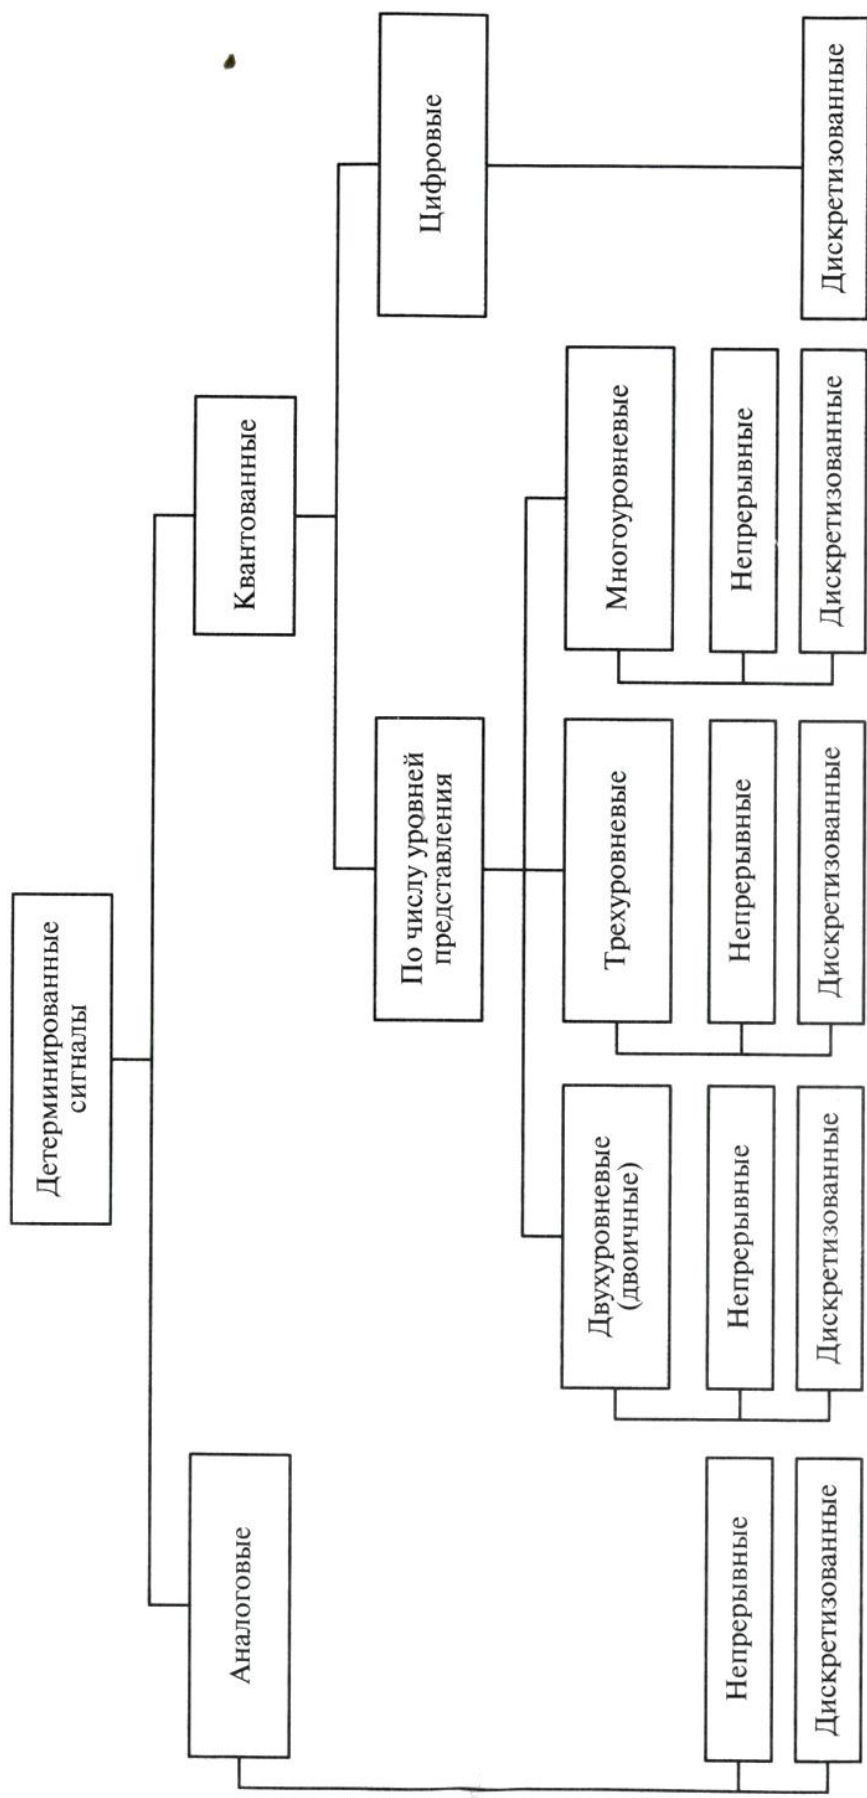 Детерминированные
сигналы
Аналоговые
Квантованные
По числу уровней
представления
Цифровые
Двухуровневые
(двоичные)
Трехуровневые
Многоуровневые
Непрерывные
Непрерывные
Непрерывные
Непрерывные
Дискретизованные
Дискретизованные
Дискретизованные
Дискретизованные
Дискретизованные